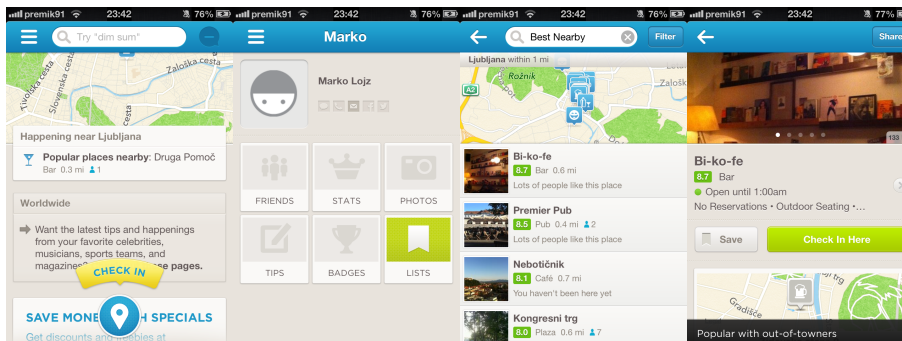 premik91 23:42 76%
Try "dim sum"
Tivolska cesta
Slovenska cesta
Zaloška cesta
cesta
Happening near Ljubljana
Popular places nearby: Druga Pomoč
Bar 0.3 mi 1
Worldwide
Want the latest tips and happenings
from your favorite celebrities,
musicians, sports teams, and
magazines? se pages.
CHECK IN
SAVE MONE H SPECIALS
Get discounts and freebies at
premik91 23:42 76%
Marko
Marko Lojz
FRIENDS
STATS
PHOTOS
TIPS
BADGES
LISTS
premik91 23:42 76%
Best Nearby
Filter
Ljubljana within 1 mi
Rožnik
A2
Zalošk
Bi-ko-fe
8.7 Bar 0.6 mi
Lots of people like this place
Premier Pub
8.5 Pub 0.4 mi 2
Lots of people like this place
Nebotičnik
8.1 Café 0.7 mi
You haven't been here yet
Kongresni trg
8.0 Plaza 0.6 mi 7
premik91 23:42 77%
Share
133
Bi-ko-fe
8.7 Bar
Open until 1:00am
No Reservations • Outdoor Seating •…
Save
Check In Here
Gradišče
trg
Popular with out-of-towners